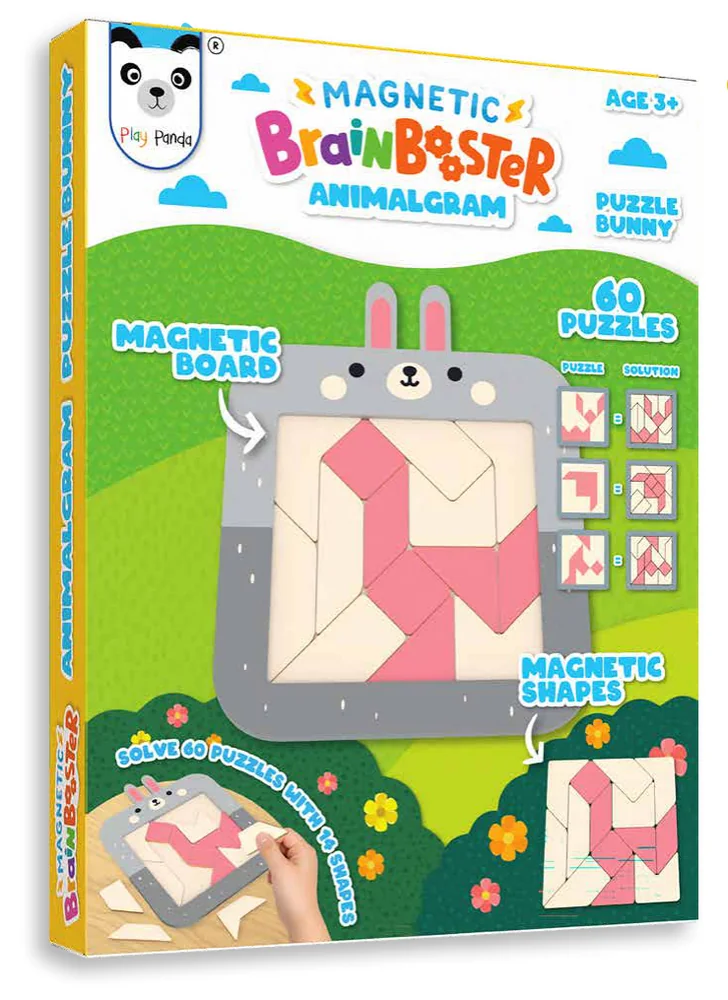 Play Panda
®
MAGNETIC
BrainBooster
ANIMALGRAM
AGE 3+
PUZZLE
BUNNY
MAGNETIC
BOARD
60
PUZZLES
PUZZLE
SOLUTION
=
=
=
MAGNETIC
SHAPES
SOLVE 60 PUZZLES WITH 14 SHAPES
MAGNETIC
BrainBooster
ANIMALGRAM
PUZZLE BUNNY